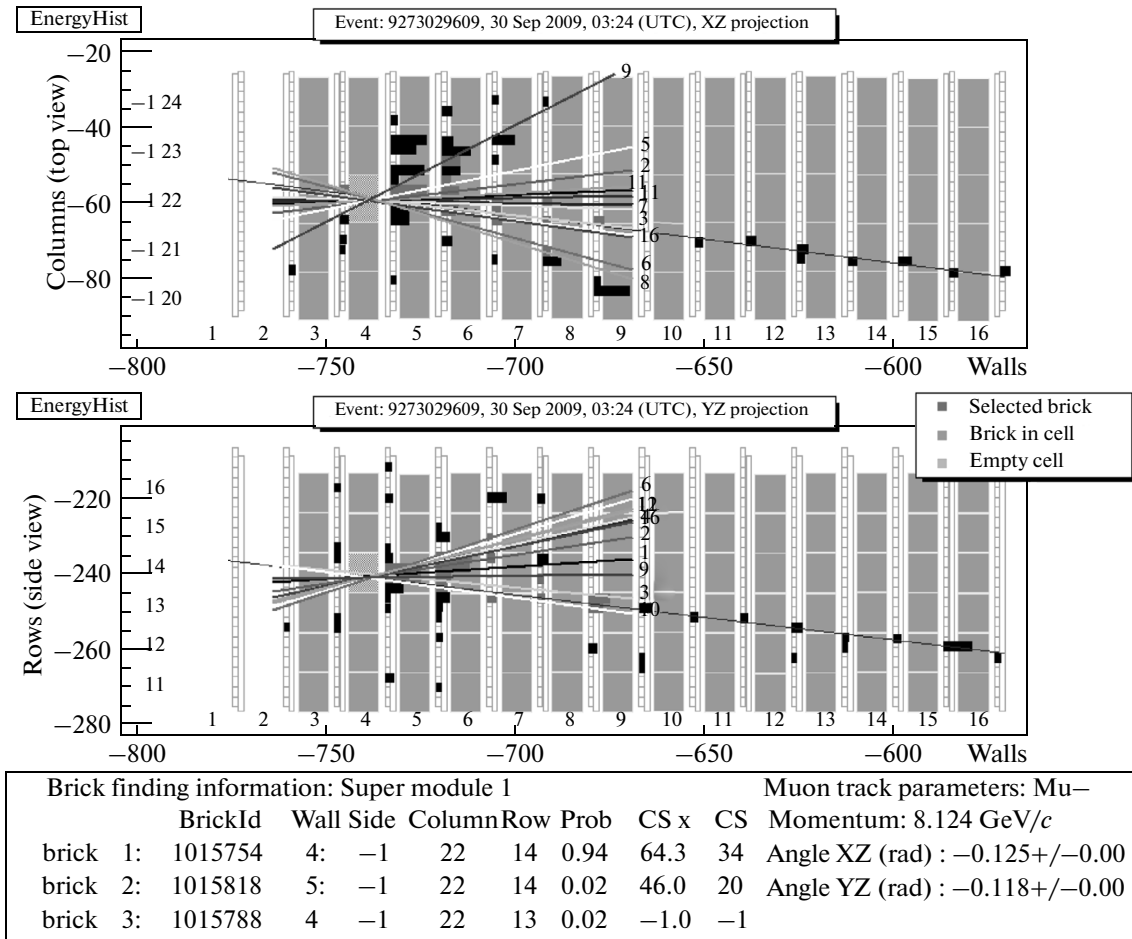 EnergyHist
Event: 9273029609, 30 Sep 2009, 03:24 (UTC), XZ projection
−20
−40
−60
−80
Columns (top view)
−1 24
−1 23
−1 22
−1 21
−1 20
9
5
2
11
11
7
3
16
6
8
1 2 3 4 5 6 7 8 9 10 11 12 13 14 15 16
−800 −750 −700 −650 −600 Walls
EnergyHist
Event: 9273029609, 30 Sep 2009, 03:24 (UTC), YZ projection
Selected brick
Brick in cell
Empty cell
−220
−240
−260
−280
Rows (side view)
16
15
14
13
12
11
6
12
2
1
9
3
10
1 2 3 4 5 6 7 8 9 10 11 12 13 14 15 16
−800 −750 −700 −650 −600 Walls
Brick finding information: Super module 1 Muon track parameters: Mu−
BrickId Wall Side Column Row Prob CS x CS Momentum: 8.124 GeV/c
brick 1: 1015754 4: −1 22 14 0.94 64.3 34 Angle XZ (rad) : −0.125+/−0.00
brick 2: 1015818 5: −1 22 14 0.02 46.0 20 Angle YZ (rad) : −0.118+/−0.00
brick 3: 1015788 4 −1 22 13 0.02 −1.0 −1